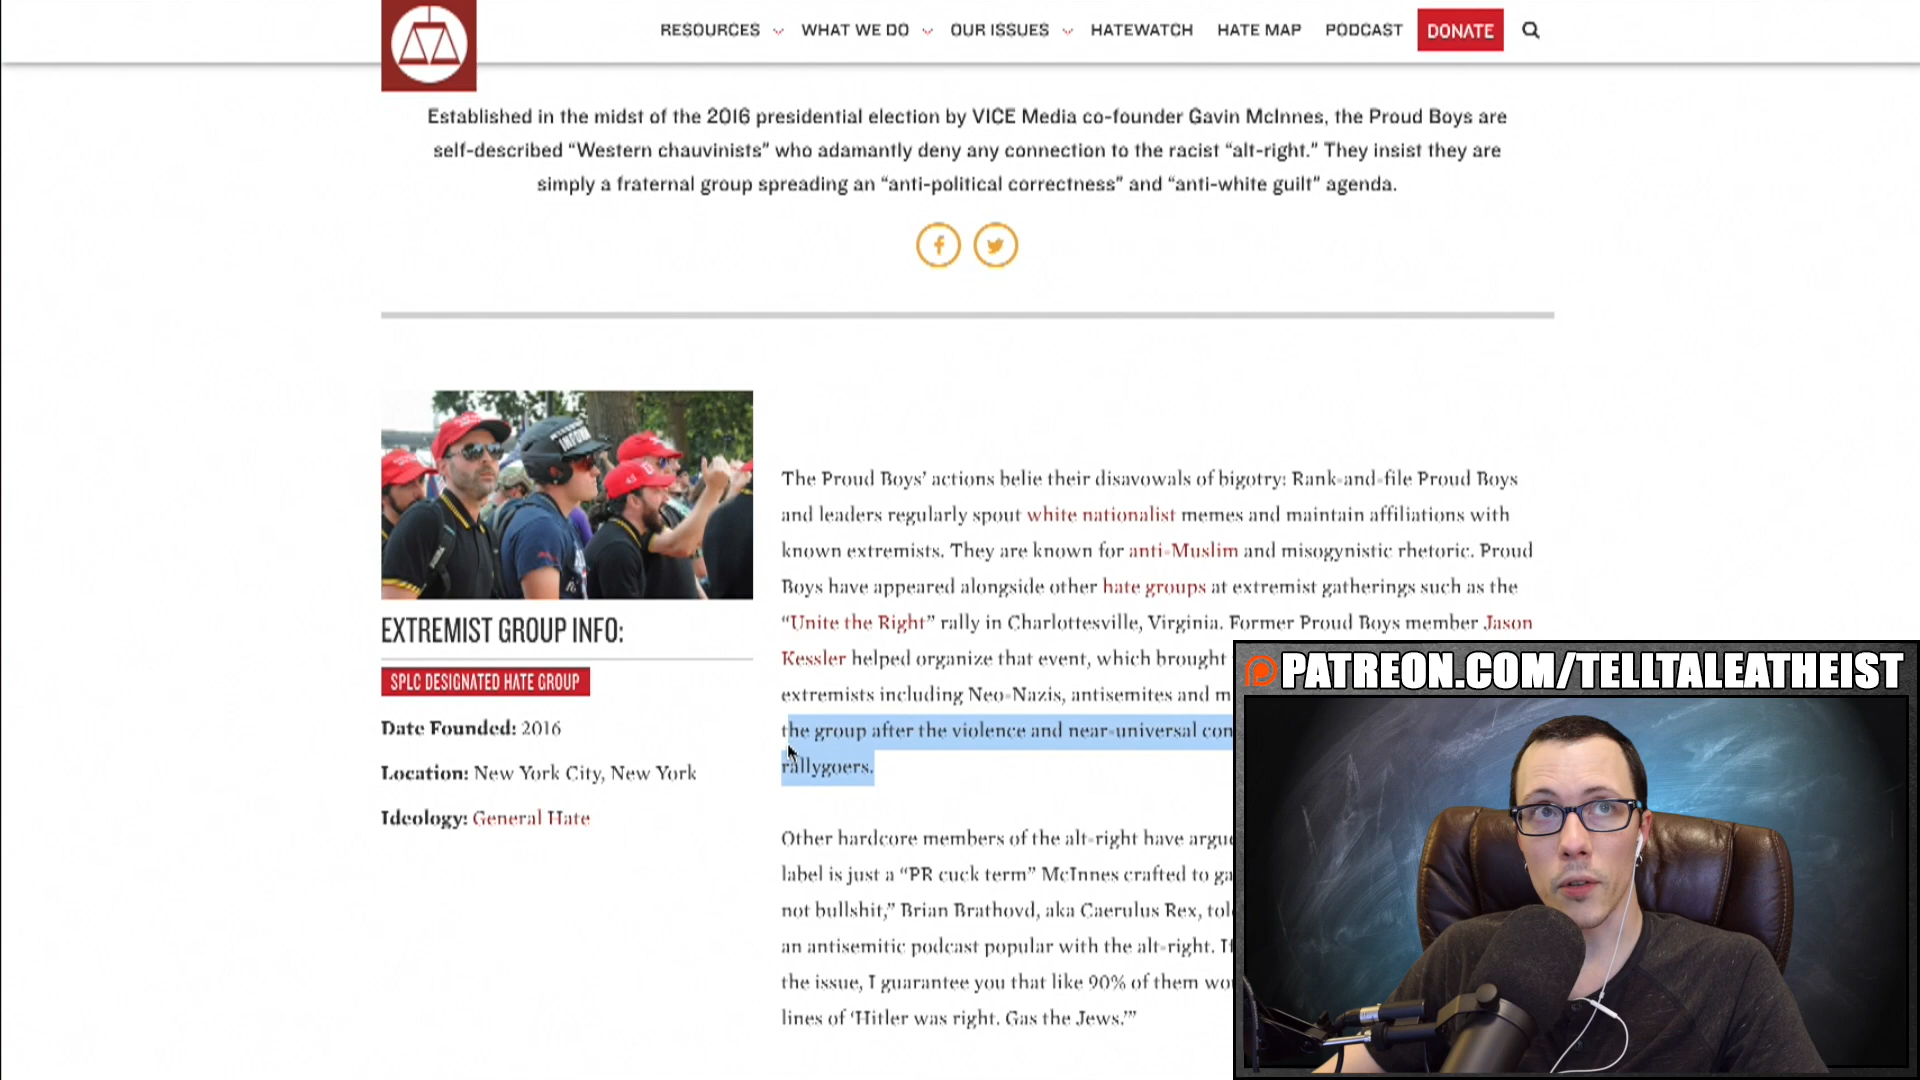 RESOURCES WHAT WE DO OUR ISSUES HATEWATCH HATE MAP PODCAST DONATE
Established in the midst of the 2016 presidential election by VICE Media co-founder Gavin McInnes, the Proud Boys are
self-described “Western chauvinists” who adamantly deny any connection to the racist “alt-right.” They insist they are
simply a fraternal group spreading an “anti-political correctness” and “anti-white guilt” agenda.
EXTREMIST GROUP INFO:
SPLC DESIGNATED HATE GROUP
Date Founded: 2016
Location: New York City, New York
Ideology: General Hate
The Proud Boys’ actions belie their disavowals of bigotry: Rank-and-file Proud Boys
and leaders regularly spout white nationalist memes and maintain affiliations with
known extremists. They are known for anti-Muslim and misogynistic rhetoric. Proud
Boys have appeared alongside other hate groups at extremist gatherings such as the
“Unite the Right” rally in Charlottesville, Virginia. Former Proud Boys member Jason
Kessler helped organize that event, which brought
extremists including Neo-Nazis, antisemites and m
the group after the violence and near-universal con
rallygoers.
Other hardcore members of the alt-right have argue
label is just a “PR cuck term” McInnes crafted to ga
not bullshit,” Brian Brathovd, aka Caerulus Rex, tol
an antisemitic podcast popular with the alt-right. I
the issue, I guarantee you that like 90% of them wo
lines of ‘Hitler was right. Gas the Jews.’”
PATREON.COM/TELLTALEATHEIST